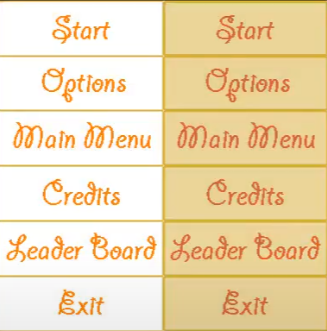 Start Start
Options Options
Main Menu Main Menu
Credits Credits
Leader Board Leader Board
Exit Exit